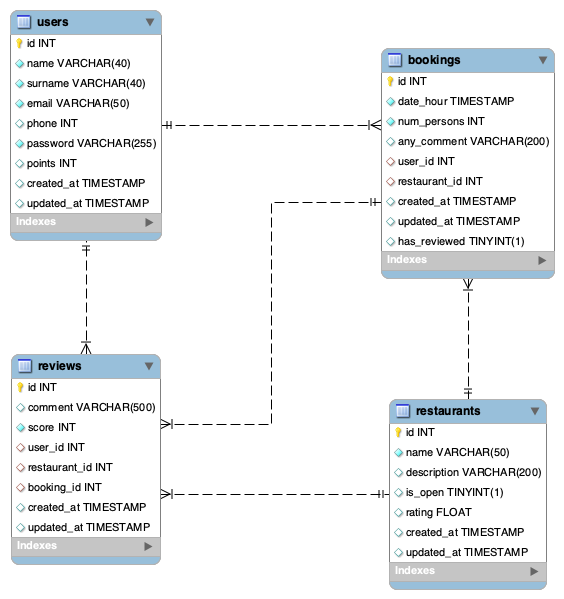 users
id INT
name VARCHAR(40)
surname VARCHAR(40)
email VARCHAR(50)
phone INT
password VARCHAR(255)
points INT
created_at TIMESTAMP
updated_at TIMESTAMP
Indexes
bookings
id INT
date_hour TIMESTAMP
num_persons INT
any_comment VARCHAR(200)
user_id INT
restaurant_id INT
created_at TIMESTAMP
updated_at TIMESTAMP
has_reviewed TINYINT(1)
Indexes
reviews
id INT
comment VARCHAR(500)
score INT
user_id INT
restaurant_id INT
booking_id INT
created_at TIMESTAMP
updated_at TIMESTAMP
Indexes
restaurants
id INT
name VARCHAR(50)
description VARCHAR(200)
is_open TINYINT(1)
rating FLOAT
created_at TIMESTAMP
updated_at TIMESTAMP
Indexes